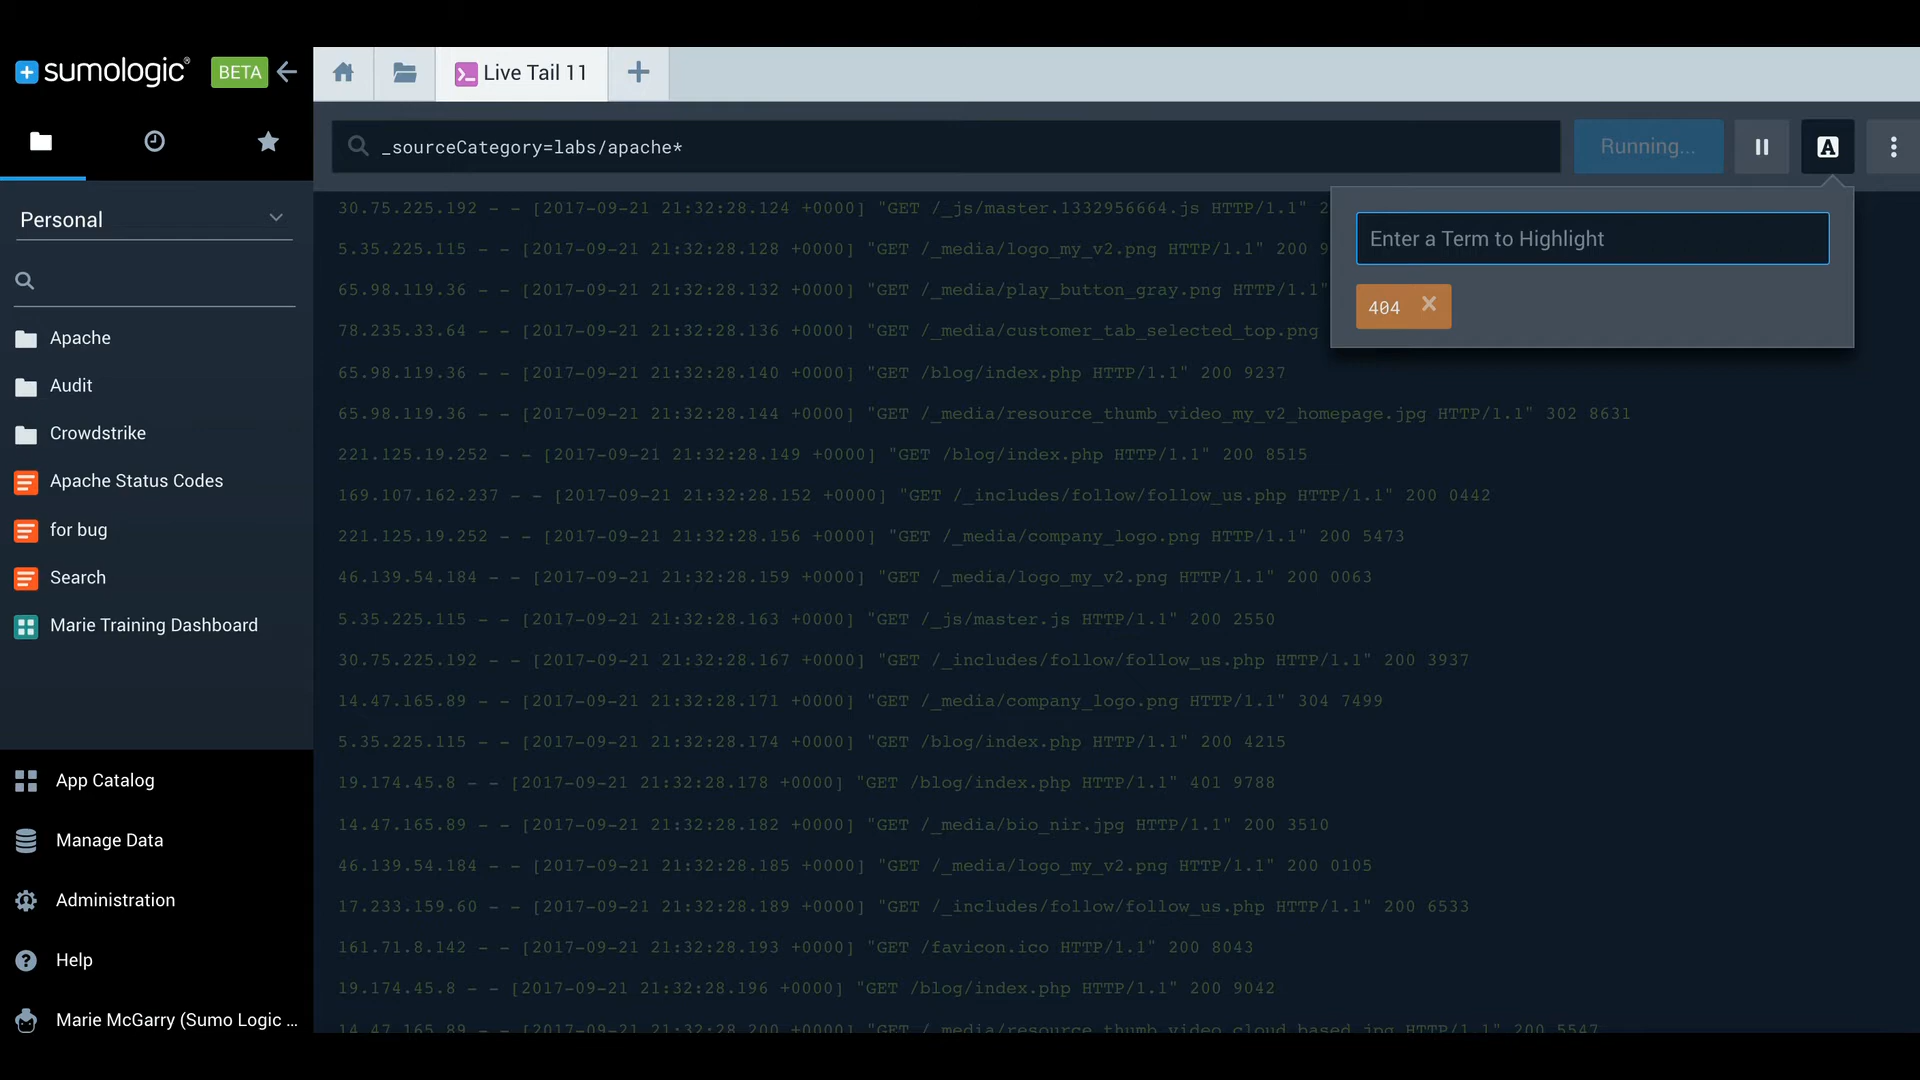 sumologic® BETA
Live Tail 11
_sourceCategory=labs/apache*
Running...
A
Enter a Term to Highlight
404
Personal
Apache
Audit
Crowdstrike
Apache Status Codes
for bug
Search
Marie Training Dashboard
App Catalog
Manage Data
Administration
Help
Marie McGarry (Sumo Logic ...
30.75.225.192 - - [2017-09-21 21:32:28.124 +0000] "GET /_js/master.1332956664.js HTTP/1.1" 2
5.35.225.115 - - [2017-09-21 21:32:28.128 +0000] "GET /_media/logo_my_v2.png HTTP/1.1" 200 9
65.98.119.36 - - [2017-09-21 21:32:28.132 +0000] "GET /_media/play_button_gray.png HTTP/1.1"
78.235.33.64 - - [2017-09-21 21:32:28.136 +0000] "GET /_media/customer_tab_selected_top.png
65.98.119.36 - - [2017-09-21 21:32:28.140 +0000] "GET /blog/index.php HTTP/1.1" 200 9237
65.98.119.36 - - [2017-09-21 21:32:28.144 +0000] "GET /_media/resource_thumb_video_my_v2_homepage.jpg HTTP/1.1" 302 8631
221.125.19.252 - - [2017-09-21 21:32:28.149 +0000] "GET /blog/index.php HTTP/1.1" 200 8515
169.107.162.237 - - [2017-09-21 21:32:28.152 +0000] "GET /_includes/follow/follow_us.php HTTP/1.1" 200 0442
221.125.19.252 - - [2017-09-21 21:32:28.156 +0000] "GET /_media/company_logo.png HTTP/1.1" 200 5473
46.139.54.184 - - [2017-09-21 21:32:28.159 +0000] "GET /_media/logo_my_v2.png HTTP/1.1" 200 0063
5.35.225.115 - - [2017-09-21 21:32:28.163 +0000] "GET /_js/master.js HTTP/1.1" 200 2550
30.75.225.192 - - [2017-09-21 21:32:28.167 +0000] "GET /_includes/follow/follow_us.php HTTP/1.1" 200 3937
14.47.165.89 - - [2017-09-21 21:32:28.171 +0000] "GET /_media/company_logo.png HTTP/1.1" 304 7499
5.35.225.115 - - [2017-09-21 21:32:28.174 +0000] "GET /blog/index.php HTTP/1.1" 200 4215
19.174.45.8 - - [2017-09-21 21:32:28.178 +0000] "GET /blog/index.php HTTP/1.1" 401 9788
14.47.165.89 - - [2017-09-21 21:32:28.182 +0000] "GET /_media/bio_nir.jpg HTTP/1.1" 200 3510
46.139.54.184 - - [2017-09-21 21:32:28.185 +0000] "GET /_media/logo_my_v2.png HTTP/1.1" 200 0105
17.233.159.60 - - [2017-09-21 21:32:28.189 +0000] "GET /_includes/follow/follow_us.php HTTP/1.1" 200 6533
161.71.8.142 - - [2017-09-21 21:32:28.193 +0000] "GET /favicon.ico HTTP/1.1" 200 8043
19.174.45.8 - - [2017-09-21 21:32:28.196 +0000] "GET /blog/index.php HTTP/1.1" 200 9042
14.47.165.89 - - [2017-09-21 21:32:28.200 +0000] "GET /_media/resource_thumb_video_cloud_based.jpg HTTP/1.1" 200 5547